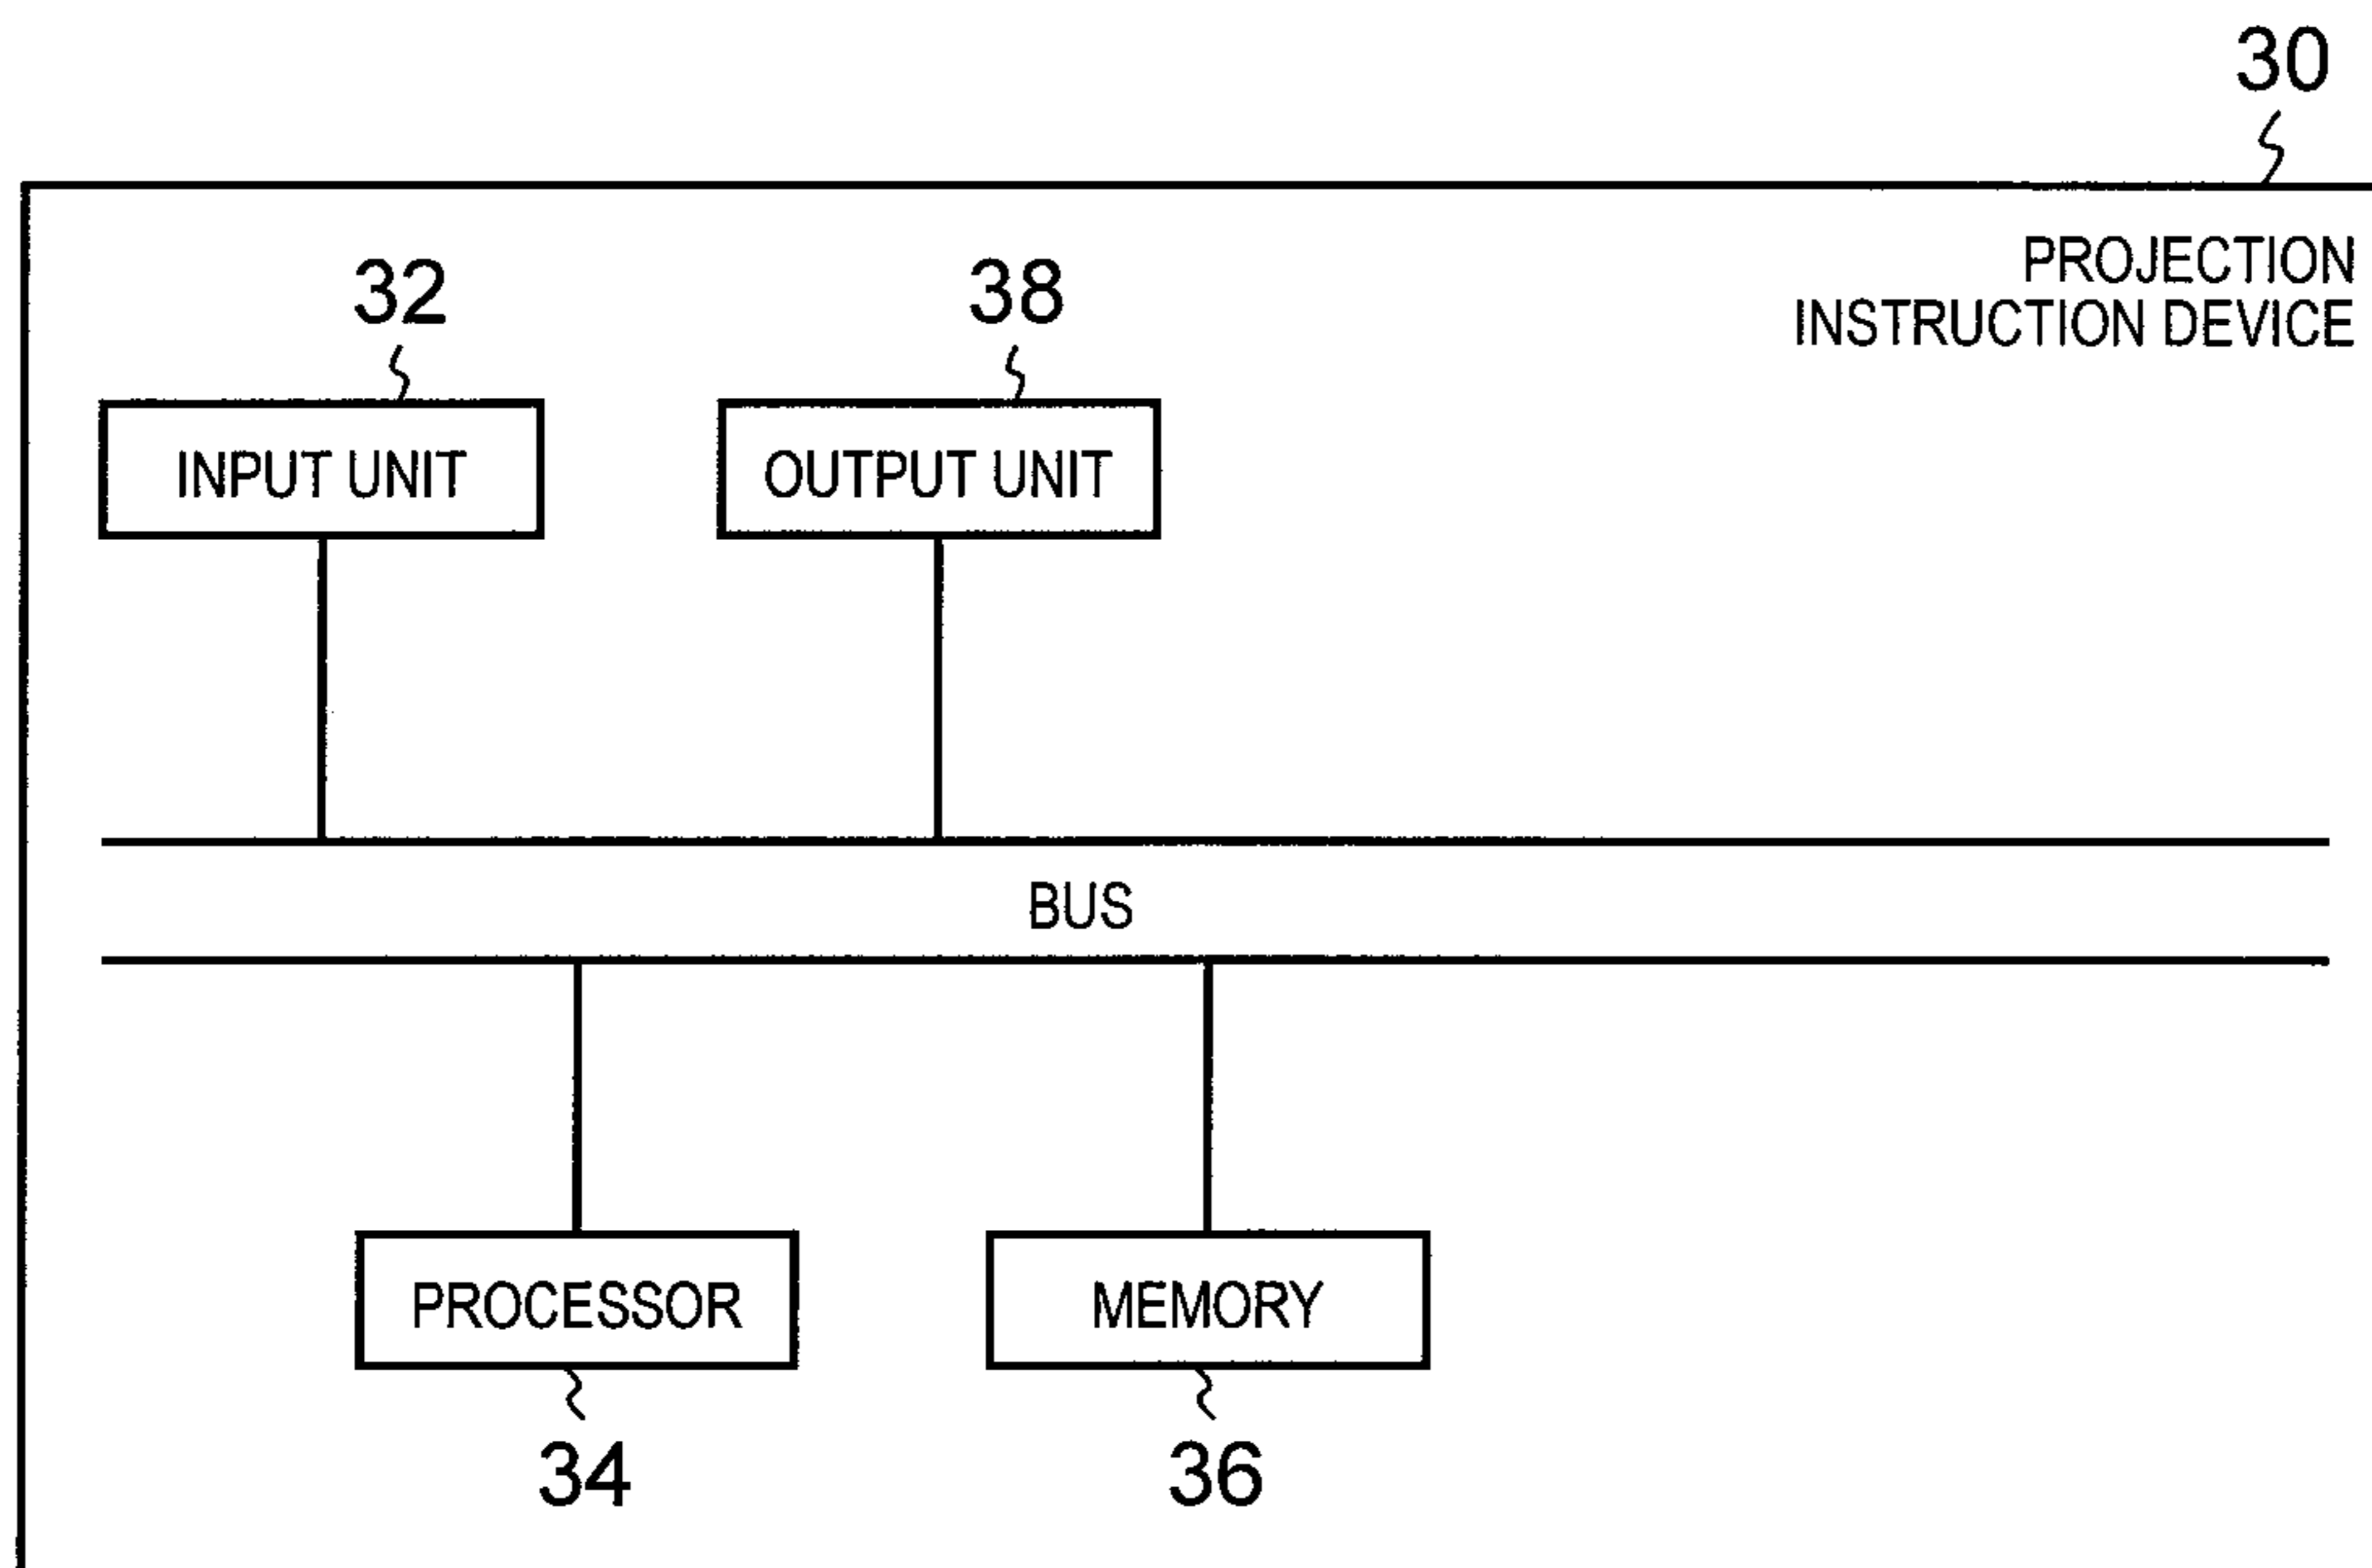 30
PROJECTION
INSTRUCTION DEVICE
32
38
INPUT UNIT
OUTPUT UNIT
BUS
PROCESSOR
MEMORY
34
36